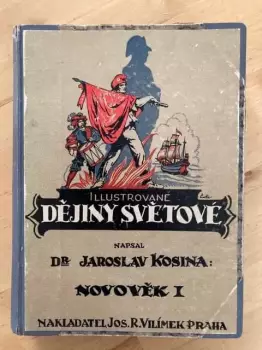 ILLUSTROVANÉ
DĚJINY SVĚTOVÉ
NAPSAL
DR JAROSLAV KOSINA:
NOVOVĚK I
NAKLADATEL JOS. R. VILÍMEK PRAHA